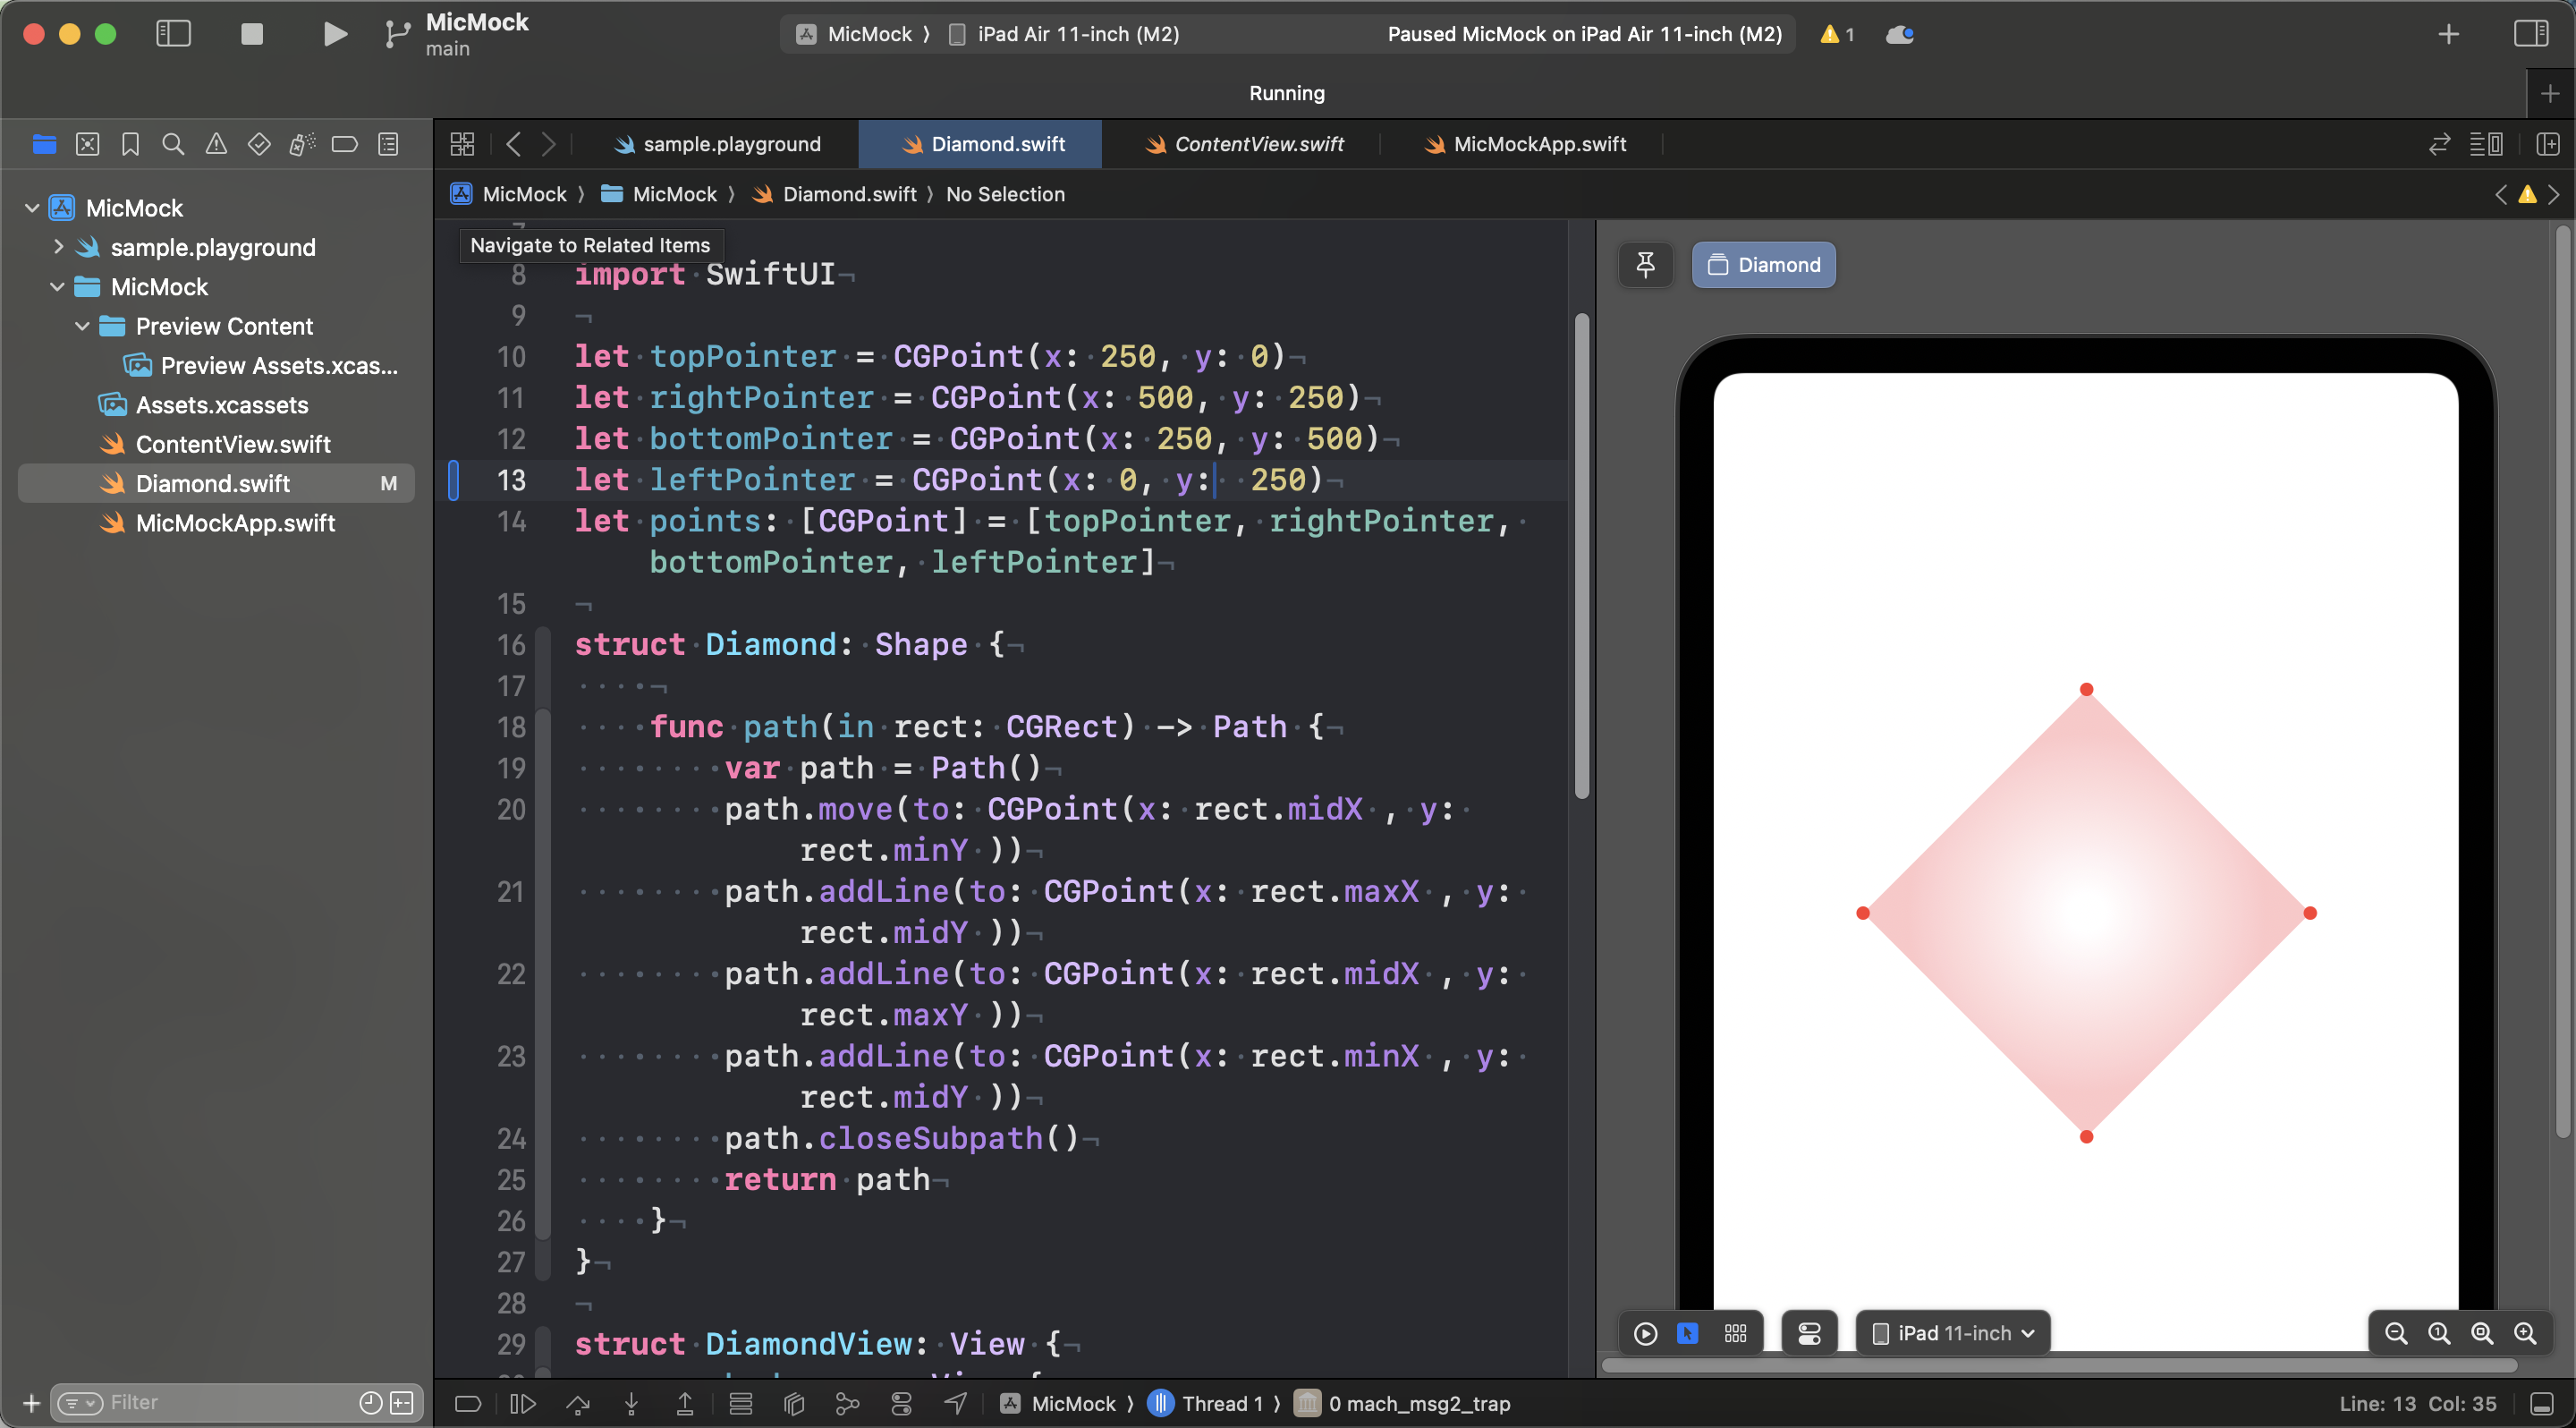 MicMock
main
MicMock 〉 iPad Air 11-inch (M2)
Paused MicMock on iPad Air 11-inch (M2)
1
Running
sample.playground
Diamond.swift
ContentView.swift
MicMockApp.swift
MicMock 〉 MicMock 〉 Diamond.swift 〉 No Selection
Navigate to Related Items
MicMock
sample.playground
MicMock
Preview Content
Preview Assets.xcas...
Assets.xcassets
ContentView.swift
Diamond.swift M
MicMockApp.swift
Filter
8 import SwiftUI
9
10 let topPointer = CGPoint(x: 250, y: 0)
11 let rightPointer = CGPoint(x: 500, y: 250)
12 let bottomPointer = CGPoint(x: 250, y: 500)
13 let leftPointer = CGPoint(x: 0, y:  250)
14 let points: [CGPoint] = [topPointer, rightPointer,
bottomPointer, leftPointer]
15
16 struct Diamond: Shape {
17
18 func path(in rect: CGRect) -> Path {
19 var path = Path()
20 path.move(to: CGPoint(x: rect.midX , y:
rect.minY ))
21 path.addLine(to: CGPoint(x: rect.maxX , y:
rect.midY ))
22 path.addLine(to: CGPoint(x: rect.midX , y:
rect.maxY ))
23 path.addLine(to: CGPoint(x: rect.minX , y:
rect.midY ))
24 path.closeSubpath()
25 return path
26 }
27 }
28
29 struct DiamondView: View {
Diamond
iPad 11-inch
MicMock 〉 Thread 1 〉 0 mach_msg2_trap
Line: 13 Col: 35